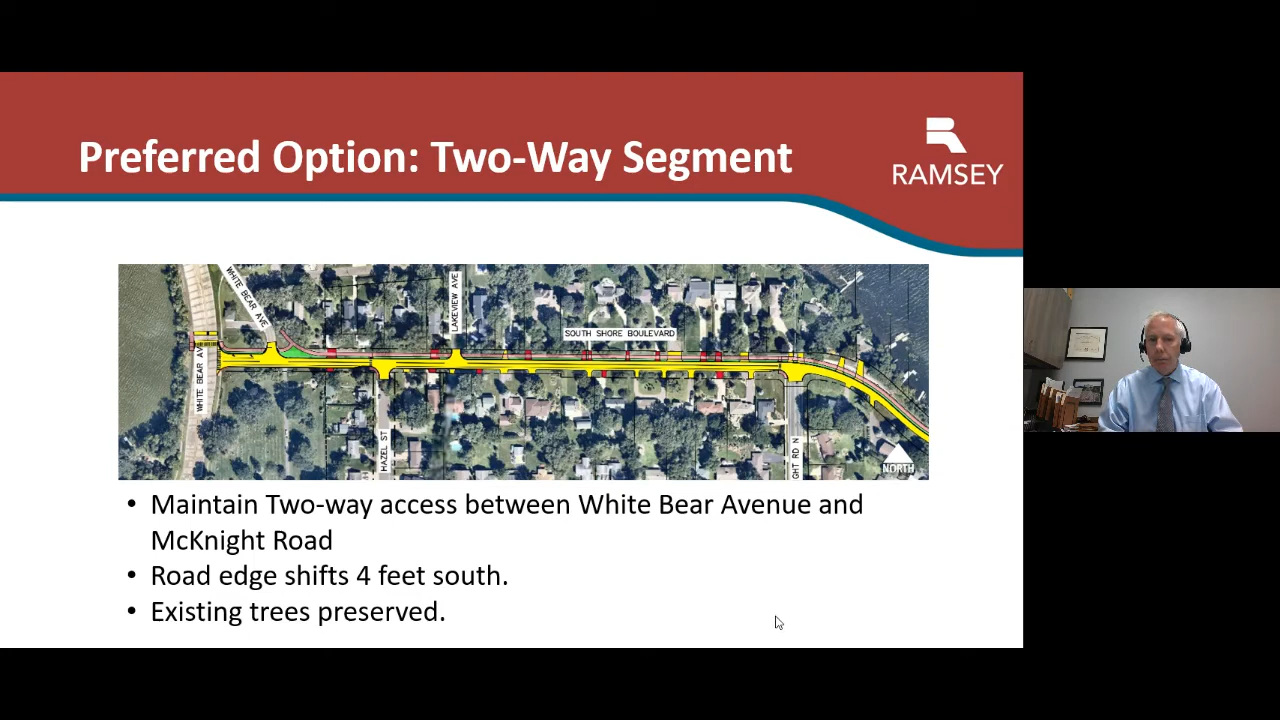 Preferred Option: Two-Way Segment
RAMSEY
WHITE BEAR AVE
LAKEVIEW AVE
SOUTH SHORE BOULEVARD
WHITE BEAR AV
HAZEL ST
GHT RD N
NORTH
• Maintain Two-way access between White Bear Avenue and
McKnight Road
• Road edge shifts 4 feet south.
• Existing trees preserved.